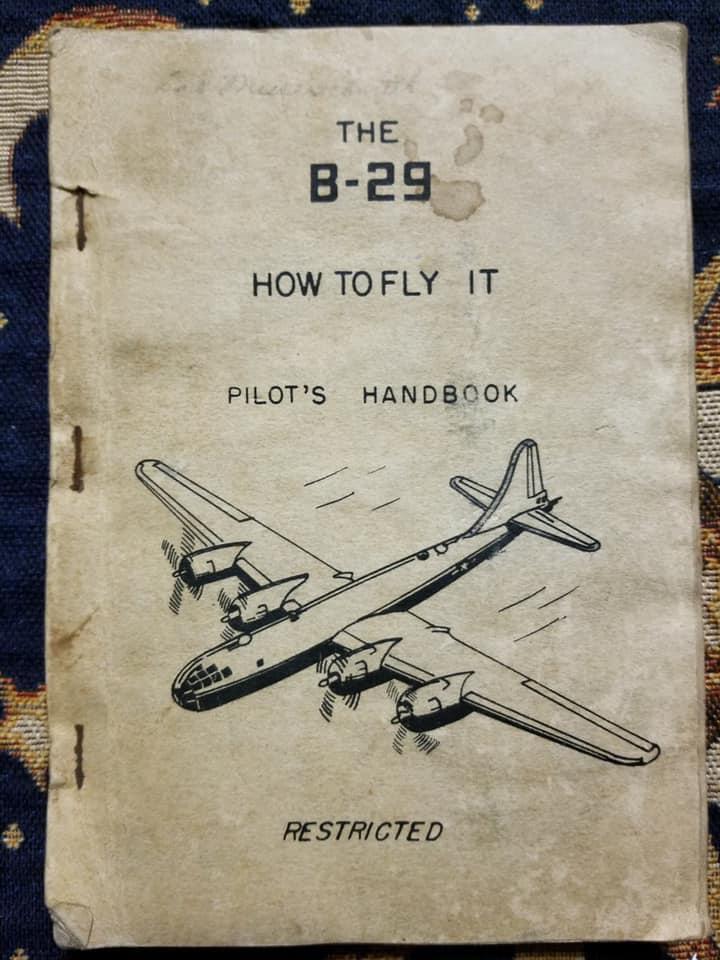 THE
B-29
HOW TO FLY IT
PILOT'S HANDBOOK
RESTRICTED